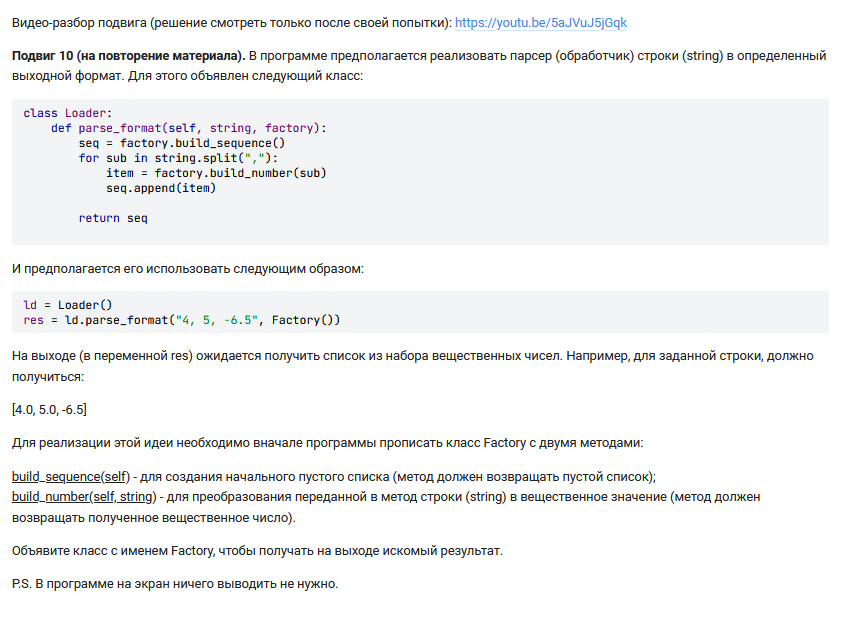 Видео-разбор подвига (решение смотреть только после своей попытки): https://youtu.be/5aJVuJ5jGqk
Подвиг 10 (на повторение материала). В программе предполагается реализовать парсер (обработчик) строки (string) в определенный
выходной формат. Для этого объявлен следующий класс:
class Loader:
    def parse_format(self, string, factory):
        seq = factory.build_sequence()
        for sub in string.split(","):
            item = factory.build_number(sub)
            seq.append(item)
        return seq
И предполагается его использовать следующим образом:
ld = Loader()
res = ld.parse_format("4, 5, -6.5", Factory())
На выходе (в переменной res) ожидается получить список из набора вещественных чисел. Например, для заданной строки, должно
получиться:
[4.0, 5.0, -6.5]
Для реализации этой идеи необходимо вначале программы прописать класс Factory с двумя методами:
build_sequence(self) - для создания начального пустого списка (метод должен возвращать пустой список);
build_number(self, string) - для преобразования переданной в метод строки (string) в вещественное значение (метод должен
возвращать полученное вещественное число).
Объявите класс с именем Factory, чтобы получать на выходе искомый результат.
P.S. В программе на экран ничего выводить не нужно.